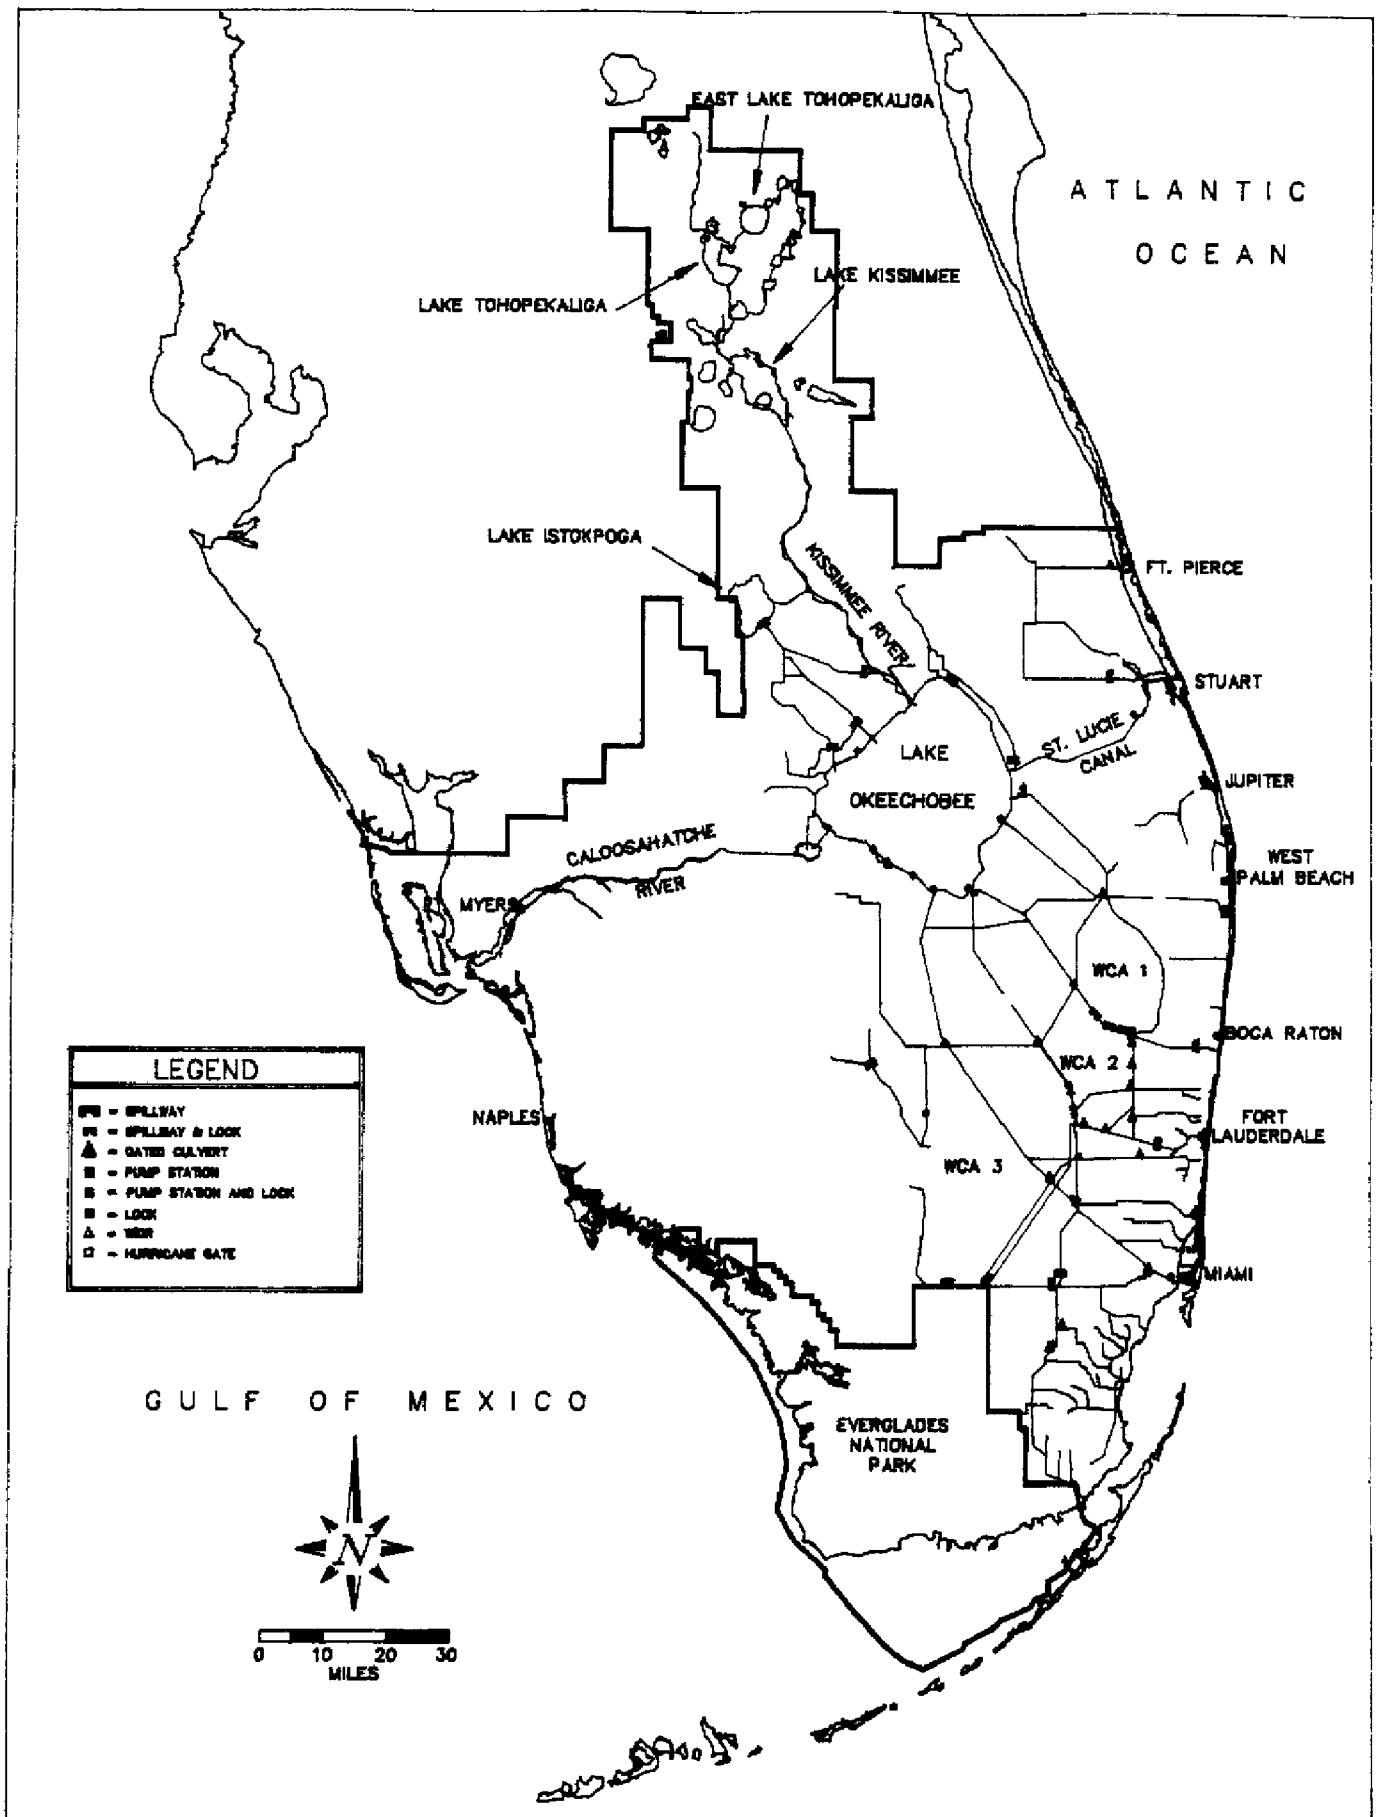 EAST LAKE TOHOPEKALIGA
ATLANTIC
OCEAN
LAKE KISSIMMEE
LAKE TOHOPEKALIGA
LAKE ISTOKPOGA
KISSIMMEE RIVER
FT. PIERCE
STUART
ST. LUCIE
CANAL
LAKE
OKEECHOBEE
JUPITER
CALOOSAHATCHE
RIVER
WEST
PALM BEACH
MYERS
WCA 1
BOCA RATON
WCA 2
LEGEND
= SPILLWAY
= SPILLWAY & LOCK
= GATED CULVERT
= PUMP STATION
= PUMP STATION AND LOCK
= LOCK
= WEIR
= HURRICANE GATE
NAPLES
FORT
LAUDERDALE
WCA 3
MIAMI
GULF OF MEXICO
EVERGLADES
NATIONAL
PARK
N
0 10 20 30
MILES